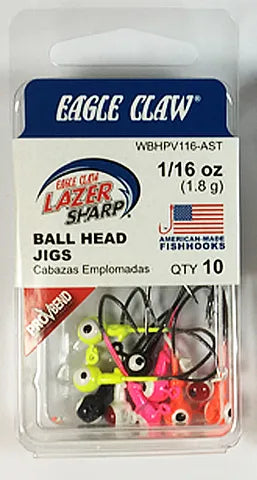 EAGLE CLAW®
WBHPV116-AST
1/16 oz
(1.8 g)
EAGLE CLAW
LAZER
SHARP®
AMERICAN-MADE
FISHHOOKS
BALL HEAD
JIGS
Cabazas Emplomadas
QTY 10
PRO-V BEND